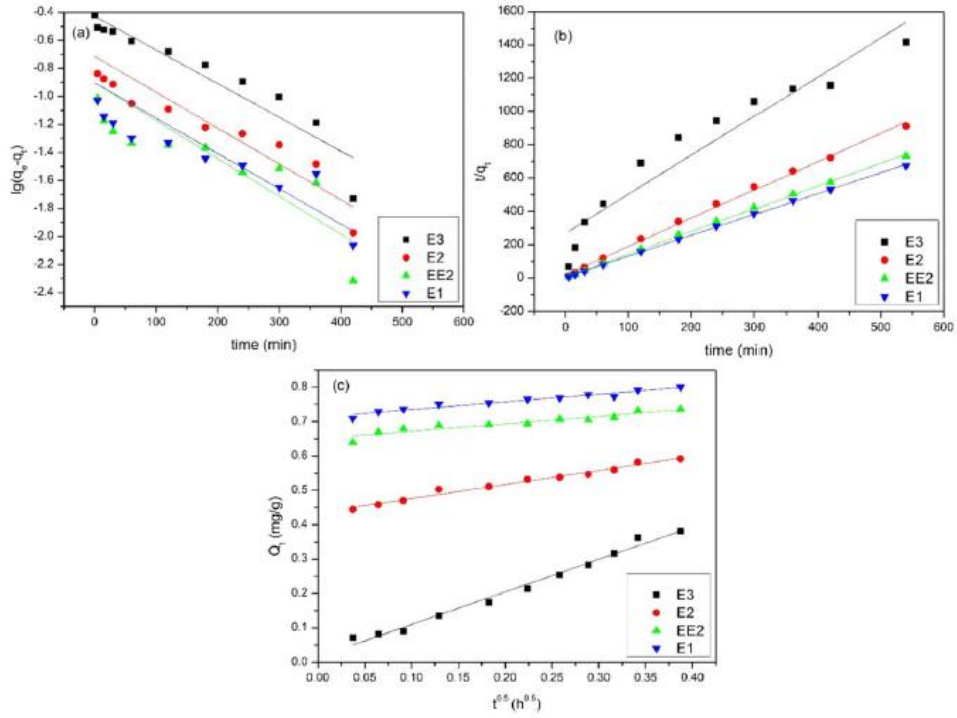 (a)
-0.4
-0.6
-0.8
-1.0
-1.2
-1.4
-1.6
-1.8
-2.0
-2.2
-2.4
lg(qe-qt)
0 100 200 300 400 500 600
time (min)
E3
E2
EE2
E1
(b)
1600
1400
1200
1000
800
600
400
200
0
-200
t/qt
0 100 200 300 400 500 600
time (min)
E3
E2
EE2
E1
(c)
0.8
0.7
0.6
0.5
0.4
0.3
0.2
0.1
0.0
Qt (mg/g)
0.00 0.05 0.10 0.15 0.20 0.25 0.30 0.35 0.40
t^0.5 (h^0.5)
E3
E2
EE2
E1